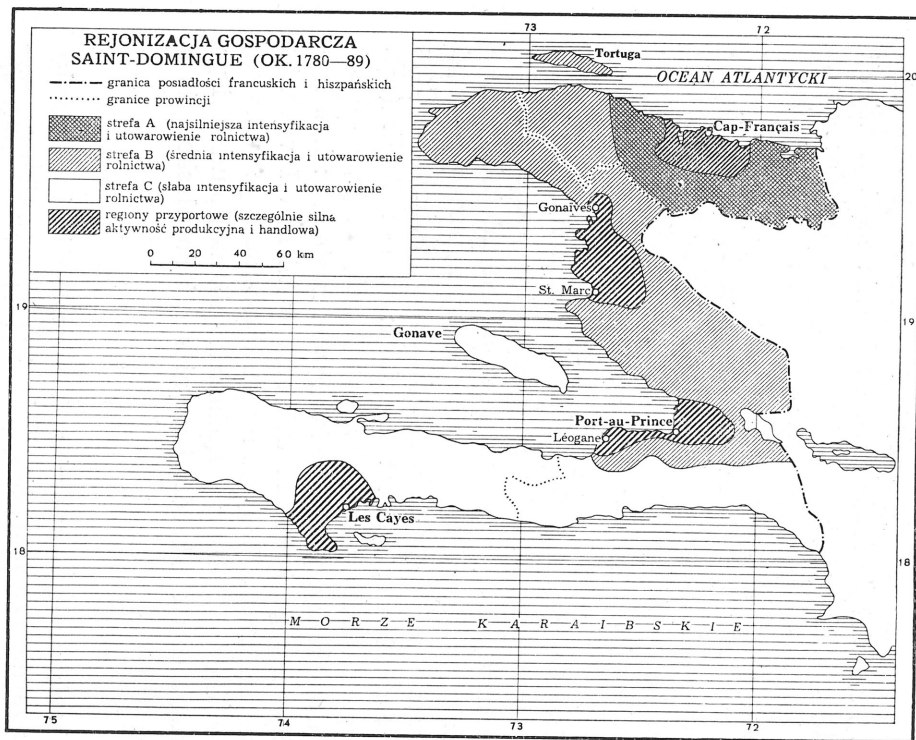 REJONIZACJA GOSPODARCZA
SAINT-DOMINGUE (OK. 1780—89)
granica posiadłości francuskich i hiszpańskich
granice prowincji
strefa A (najsilniejsza intensyfikacja
i utowarowienie rolnictwa)
strefa B (średnia intensyfikacja i utowarowienie
rolnictwa)
strefa C (słaba intensyfikacja i utowarowienie
rolnictwa)
regiony przyportowe (szczególnie silna
aktywność produkcyjna i handlowa)
0 20 40 60 km
73
72
Tortuga
OCEAN ATLANTYCKI
20
Cap-Français
Gonaïves
St. Marc
19
19
Gonave
Port-au-Prince
Léogane
Les Cayes
18
18
MORZE KARAIBSKIE
75
74
73
72